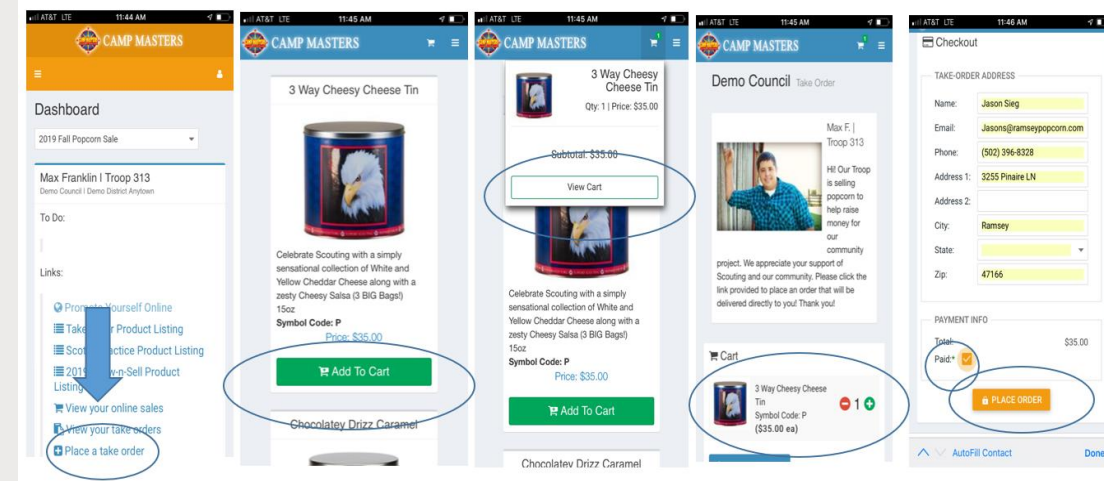 AT&T LTE 11:44 AM
CAMP MASTERS
Dashboard
2019 Fall Popcorn Sale
Max Franklin | Troop 313
Demo Council | Demo District Anytown
To Do:
Links:
Promote Yourself Online
Take Product Listing
Product Listing
2019 -n-Sell Product
Listing
View your online sales
View your take orders
Place a take order
AT&T LTE 11:45 AM
CAMP MASTERS
3 Way Cheesy Cheese Tin
Celebrate Scouting with a simply
sensational collection of White and
Yellow Cheddar Cheese along with a
zesty Cheesy Salsa (3 BIG Bags!)
15oz
Symbol Code: P
Price: $35.00
Add To Cart
Chocolatey Drizz Caramel
AT&T LTE 11:45 AM
CAMP MASTERS
1
3 Way Cheesy
Cheese Tin
Qty: 1 | Price: $35.00
Subtotal: $35.00
View Cart
Celebrate Scouting with a simply
sensational collection of White and
Yellow Cheddar Cheese along with a
zesty Cheesy Salsa (3 BIG Bags!)
15oz
Symbol Code: P
Price: $35.00
Add To Cart
Chocolatey Drizz Caramel
AT&T LTE 11:45 AM
CAMP MASTERS
1
Demo Council Take Order
Max F. |
Troop 313
Hi! Our Troop
is selling
popcorn to
help raise
money for
our
community
project. We appreciate your support of
Scouting and our community. Please click the
link provided to place an order that will be
delivered directly to you! Thank you!
Cart
3 Way Cheesy Cheese
Tin
Symbol Code: P
($35.00 ea)
1
AT&T LTE 11:46 AM
Checkout
TAKE-ORDER ADDRESS
Name: Jason Sieg
Email: Jasons@ramseypopcorn.com
Phone: (502) 396-8328
Address 1: 3255 Pinaire LN
Address 2:
City: Ramsey
State:
Zip: 47166
PAYMENT INFO
Total: $35.00
Paid:*
PLACE ORDER
AutoFill Contact Done